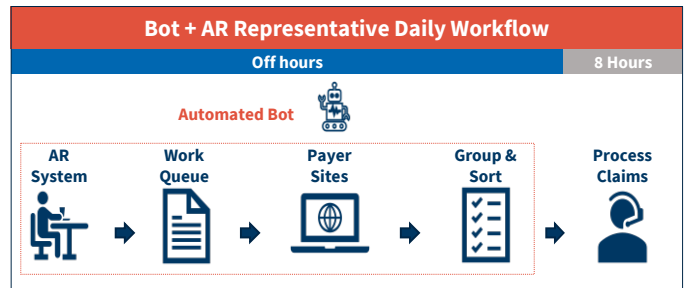 Bot + AR Representative Daily Workflow
Off hours
8 Hours
Automated Bot
AR
System
Work
Queue
Payer
Sites
Group &
Sort
Process
Claims